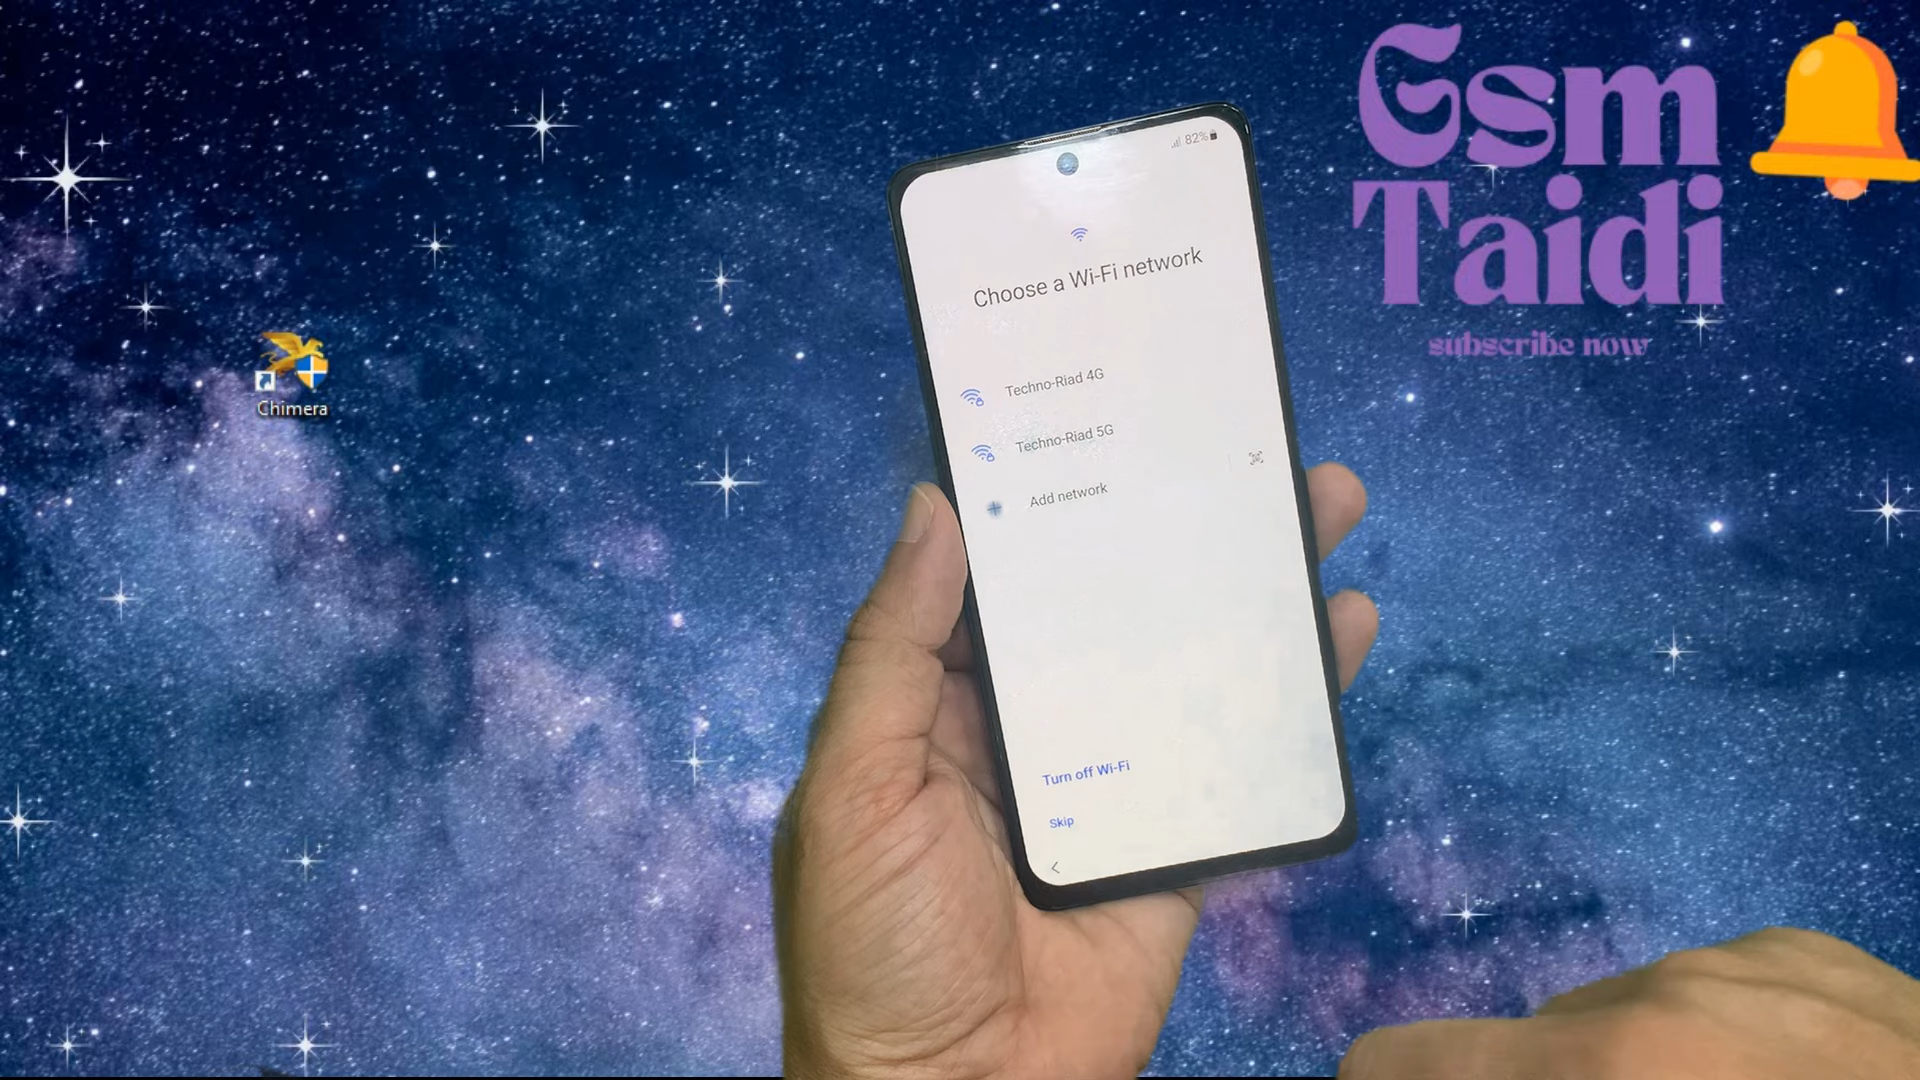 Gsm
Taidi
subscribe now
82%
Choose a Wi-Fi network
Techno-Riad 4G
Techno-Riad 5G
Add network
Turn off Wi-Fi
Skip
Chimera